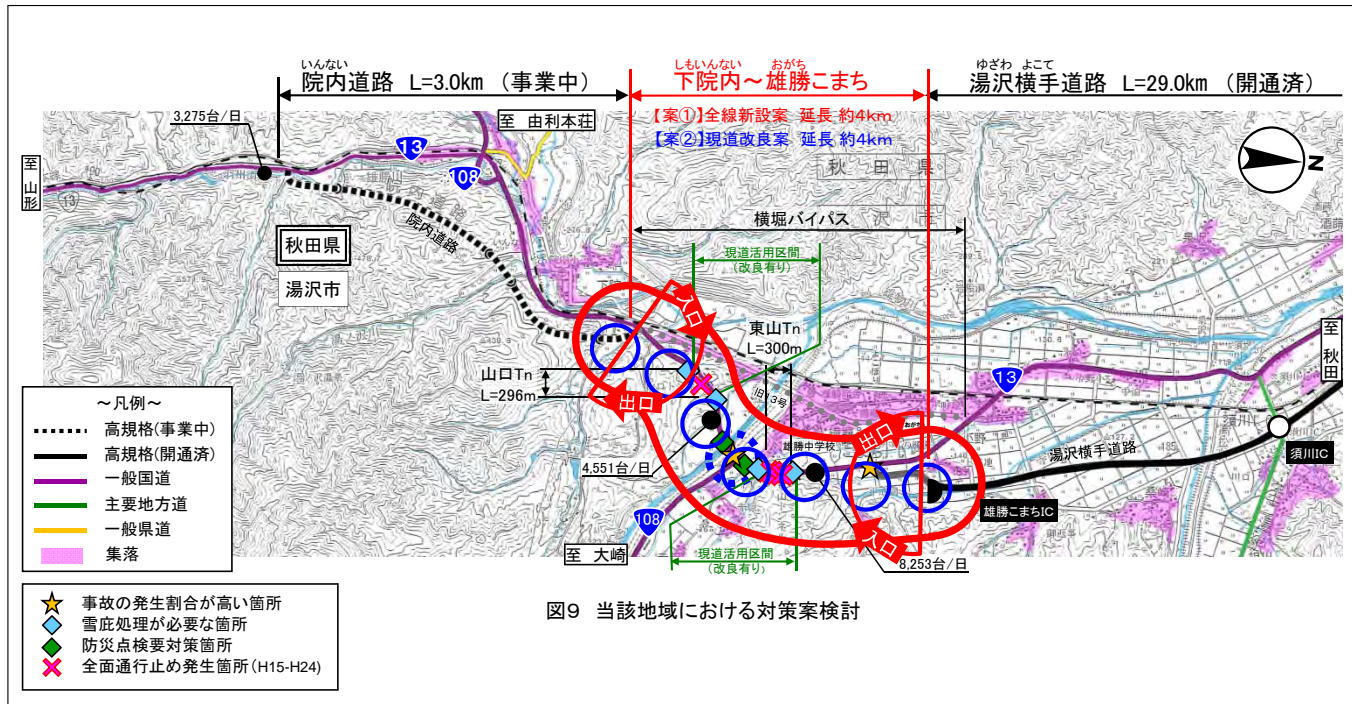 いんない
院内道路 L=3.0km （事業中）
しもいんない おがち
下院内～雄勝こまち
ゆざわ よこて
湯沢横手道路 L=29.0km （開通済）
【案①】全線新設案 延長 約4km
【案②】現道改良案 延長 約4km
3,275台/日
至 由利本荘
13
108
至 山形
秋田県
横堀バイパス
N
院内道路
秋田県
湯沢市
現道活用区間
（改良有り）
入口
東山Tn
L=300m
至 秋田
13
山口Tn
L=296m
旧13号
出口
出口
雄勝中学校
湯沢横手道路
須川IC
4,551台/日
雄勝こまちIC
108
至 大崎
現道活用区間
（改良有り）
入口
8,253台/日
～凡例～
高規格(事業中)
高規格(開通済)
一般国道
主要地方道
一般県道
集落
事故の発生割合が高い箇所
雪庇処理が必要な箇所
防災点検要対策箇所
全面通行止め発生箇所(H15-H24)
図9 当該地域における対策案検討